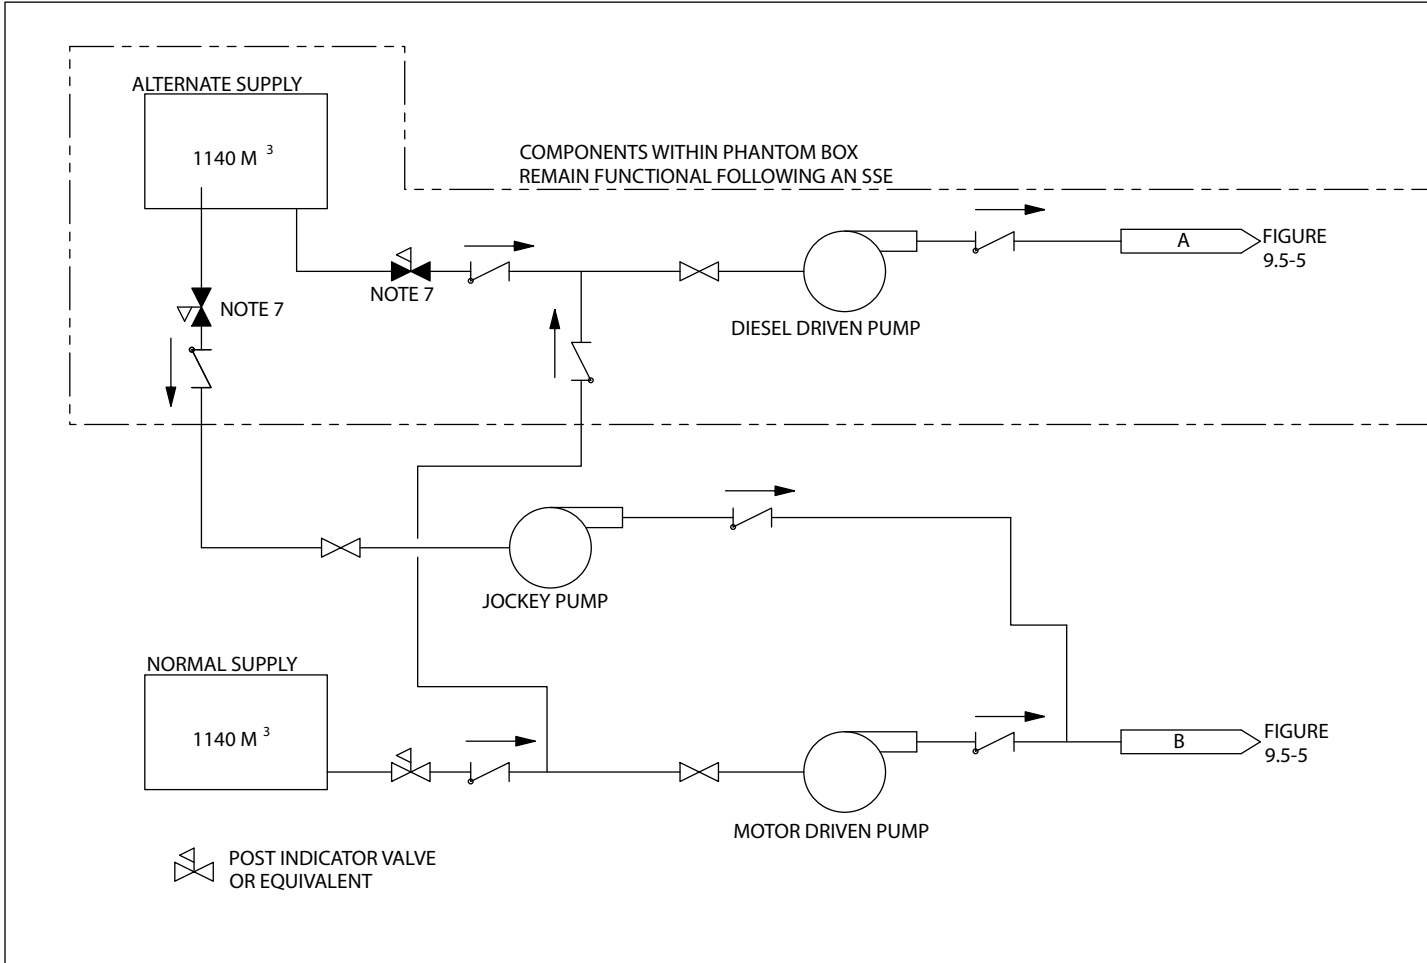 ALTERNATE SUPPLY
1140 M 3
COMPONENTS WITHIN PHANTOM BOX
REMAIN FUNCTIONAL FOLLOWING AN SSE
A
FIGURE
9.5-5
NOTE 7
NOTE 7
DIESEL DRIVEN PUMP
JOCKEY PUMP
NORMAL SUPPLY
1140 M 3
B
FIGURE
9.5-5
MOTOR DRIVEN PUMP
POST INDICATOR VALVE
OR EQUIVALENT